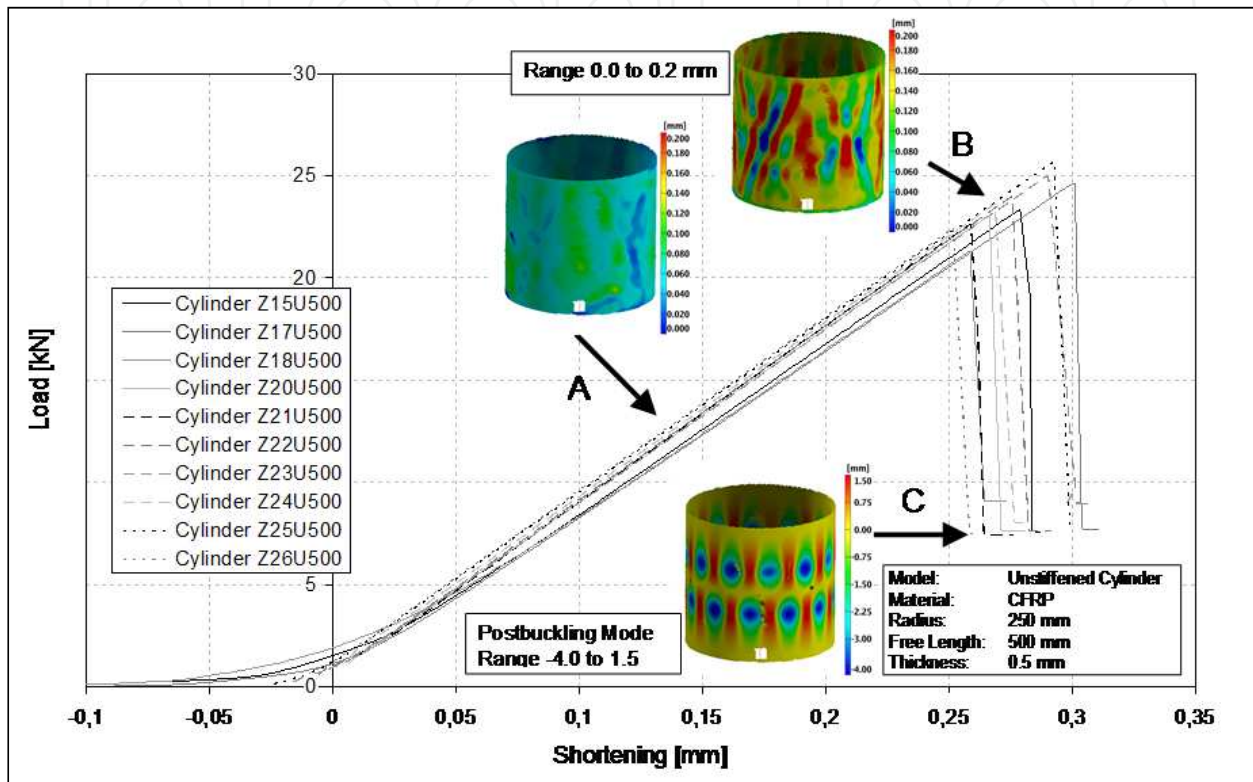 [mm]
0.200
0.180
0.160
0.140
0.120
0.100
0.080
0.060
0.040
0.020
0.000
Range 0.0 to 0.2 mm
B
[mm]
0.200
0.180
0.160
0.140
0.120
0.100
0.080
0.060
0.040
0.020
0.000
A
30
25
20
5
0
Load [kN]
Cylinder Z15U500
Cylinder Z17U500
Cylinder Z18U500
Cylinder Z20U500
Cylinder Z21U500
Cylinder Z22U500
Cylinder Z23U500
Cylinder Z24U500
Cylinder Z25U500
Cylinder Z26U500
[mm]
1.50
0.75
0.00
-0.75
-1.50
-2.25
-3.00
-4.00
C
Postbuckling Mode
Range -4.0 to 1.5
Model: Unstiffened Cylinder
Material: CFRP
Radius: 250 mm
Free Length: 500 mm
Thickness: 0.5 mm
-0,1 -0,05 0 0,05 0,1 0,15 0,2 0,25 0,3 0,35
Shortening [mm]